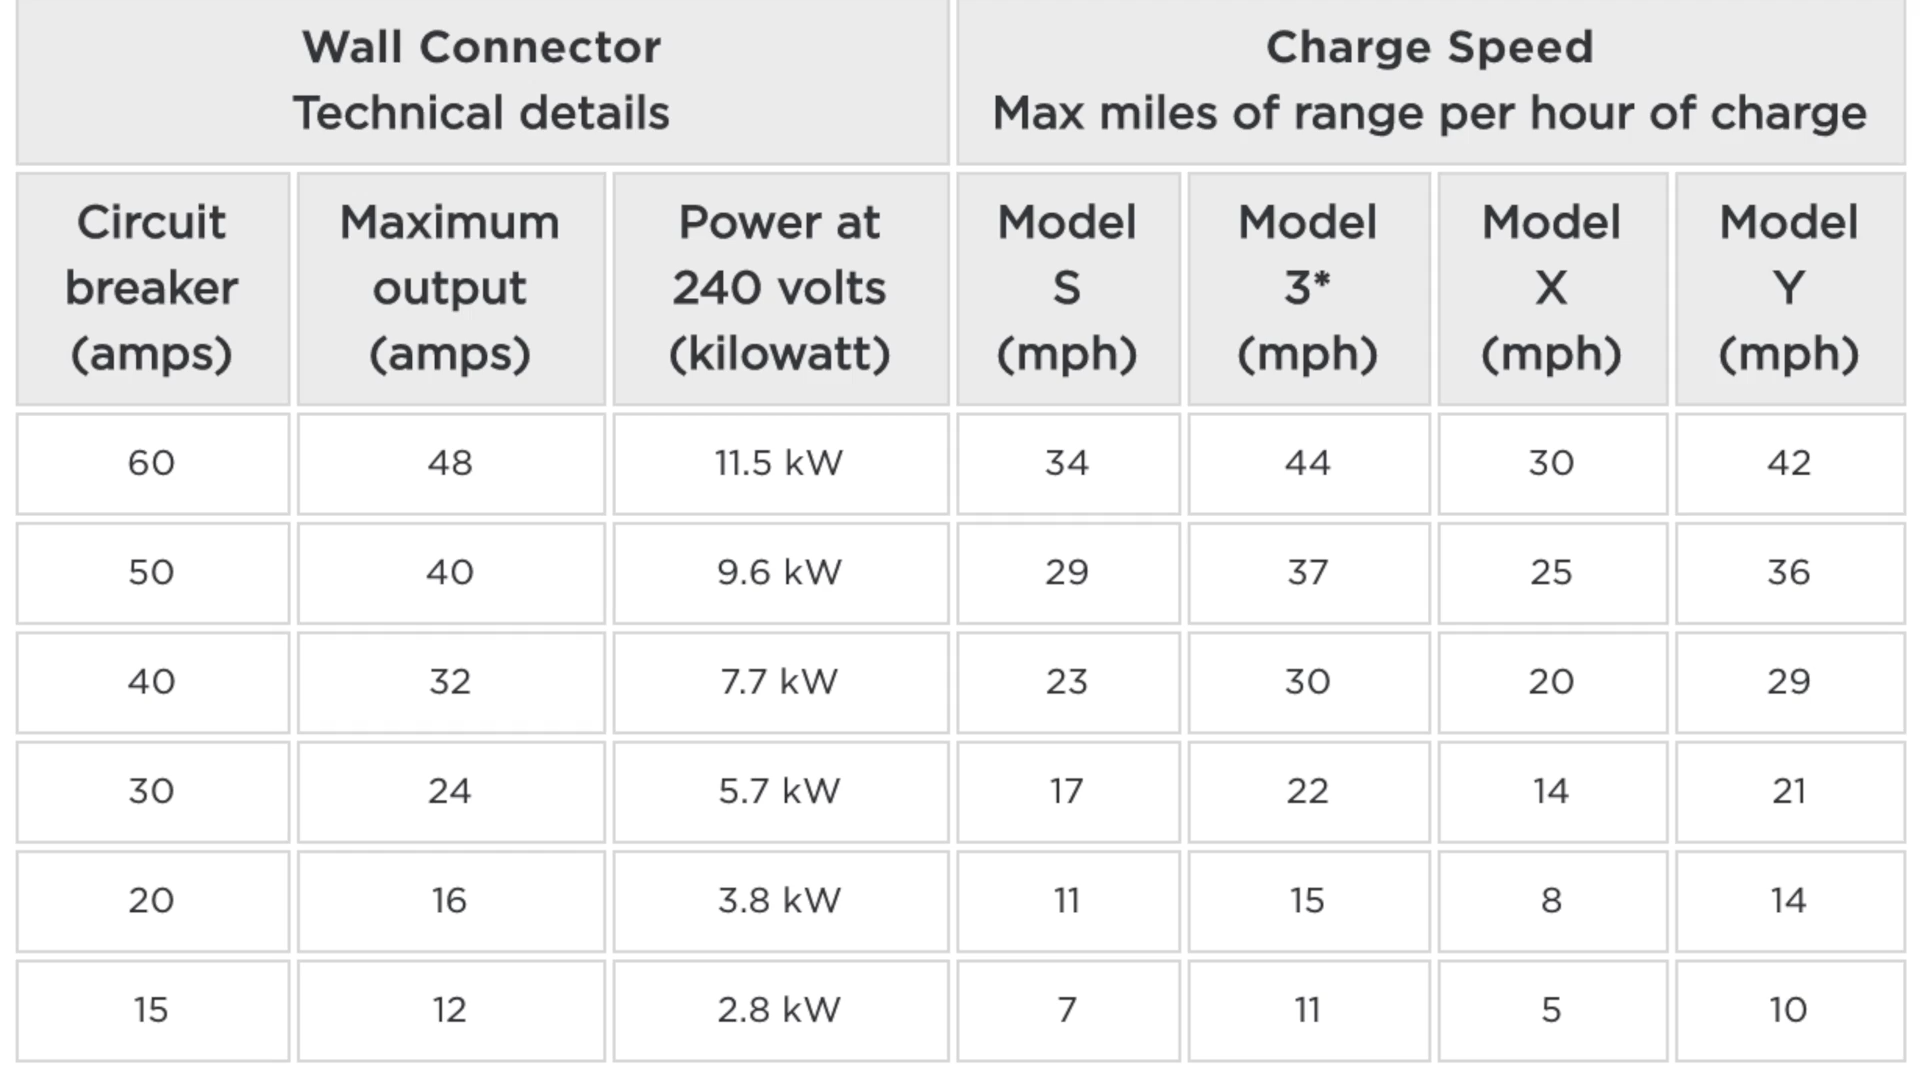 Wall Connector
Technical details
Charge Speed
Max miles of range per hour of charge
Circuit breaker (amps) Maximum output (amps) Power at 240 volts (kilowatt) Model S (mph) Model 3* (mph) Model X (mph) Model Y (mph)
60 48 11.5 kW 34 44 30 42
50 40 9.6 kW 29 37 25 36
40 32 7.7 kW 23 30 20 29
30 24 5.7 kW 17 22 14 21
20 16 3.8 kW 11 15 8 14
15 12 2.8 kW 7 11 5 10